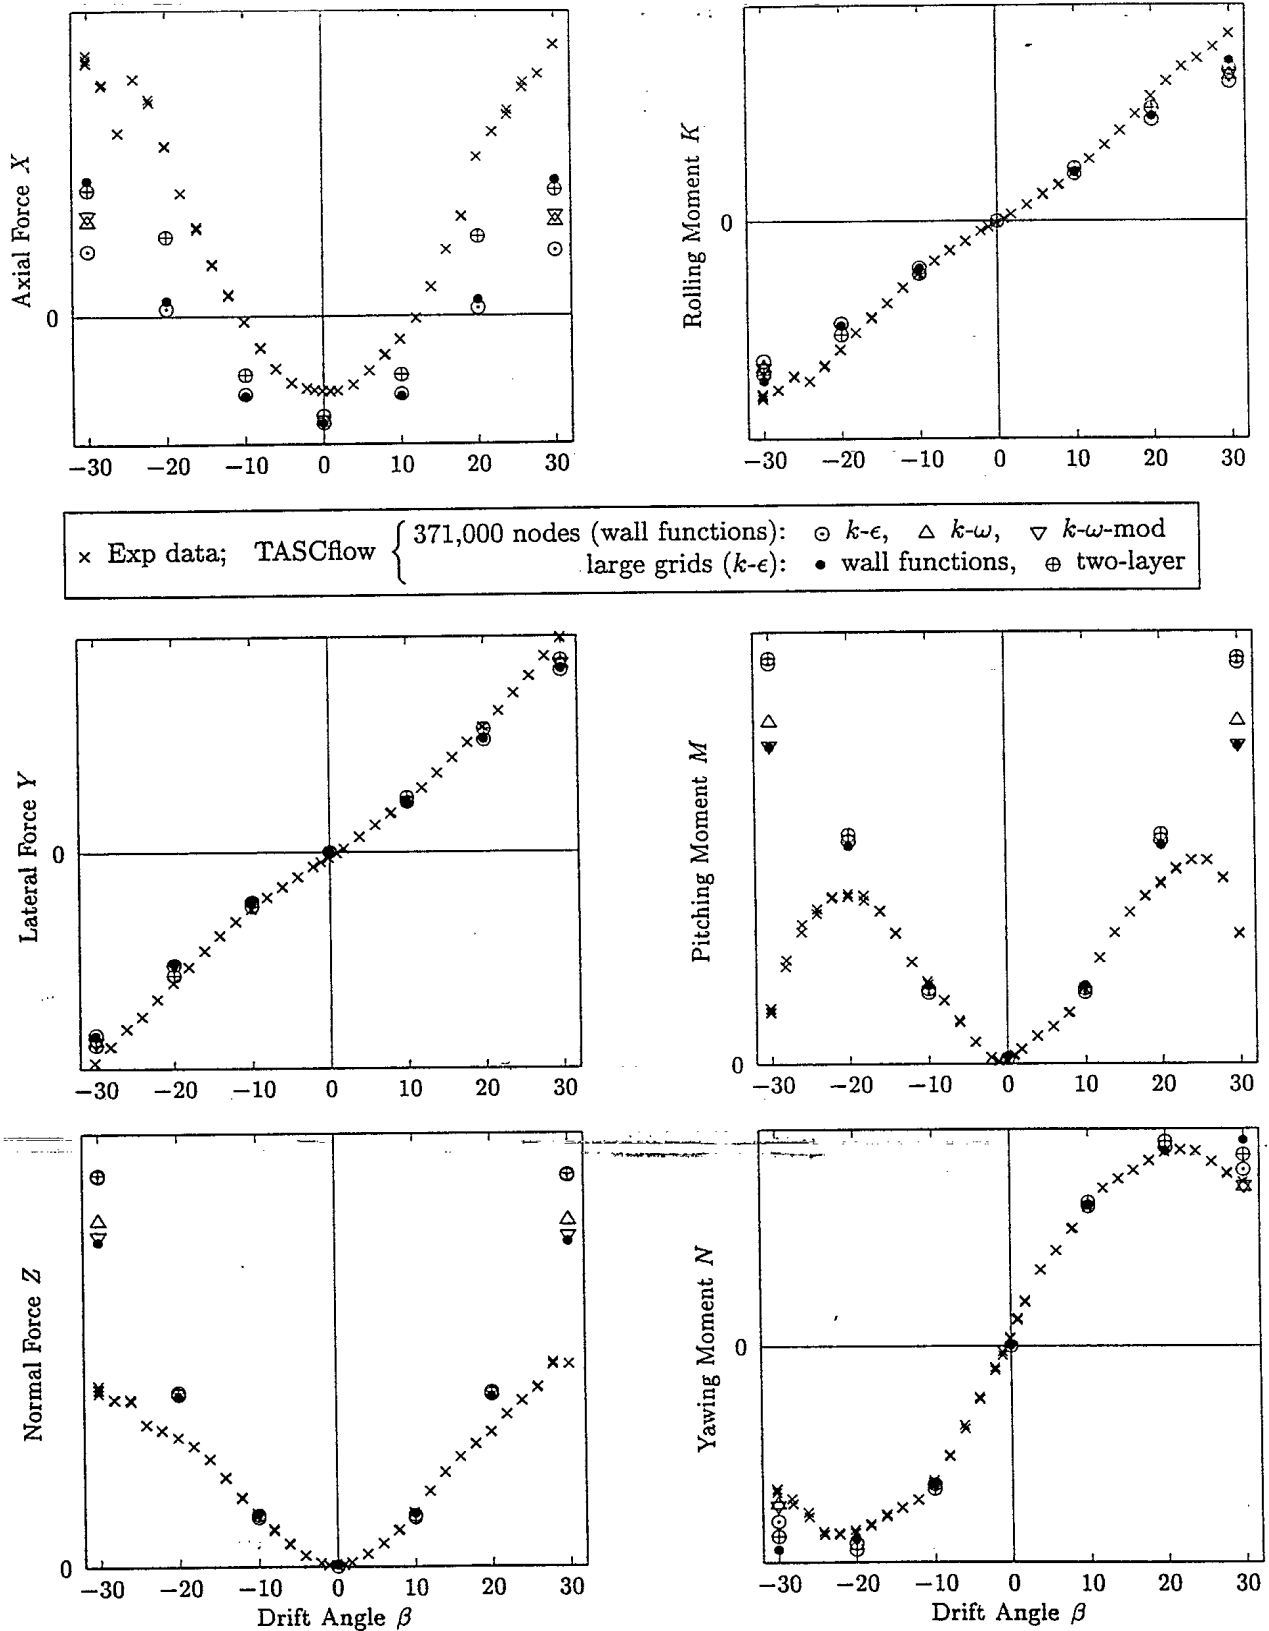 Axial Force X
0
−30 −20 −10 0 10 20 30
Rolling Moment K
0
−30 −20 −10 0 10 20 30
× Exp data; TASCflow { 371,000 nodes (wall functions): ⊙ k-ϵ, △ k-ω, ▽ k-ω-mod
large grids (k-ϵ): • wall functions, ⊕ two-layer
Lateral Force Y
0
−30 −20 −10 0 10 20 30
Pitching Moment M
0
−30 −20 −10 0 10 20 30
Normal Force Z
0
−30 −20 −10 0 10 20 30
Drift Angle β
Yawing Moment N
0
−30 −20 −10 0 10 20 30
Drift Angle β